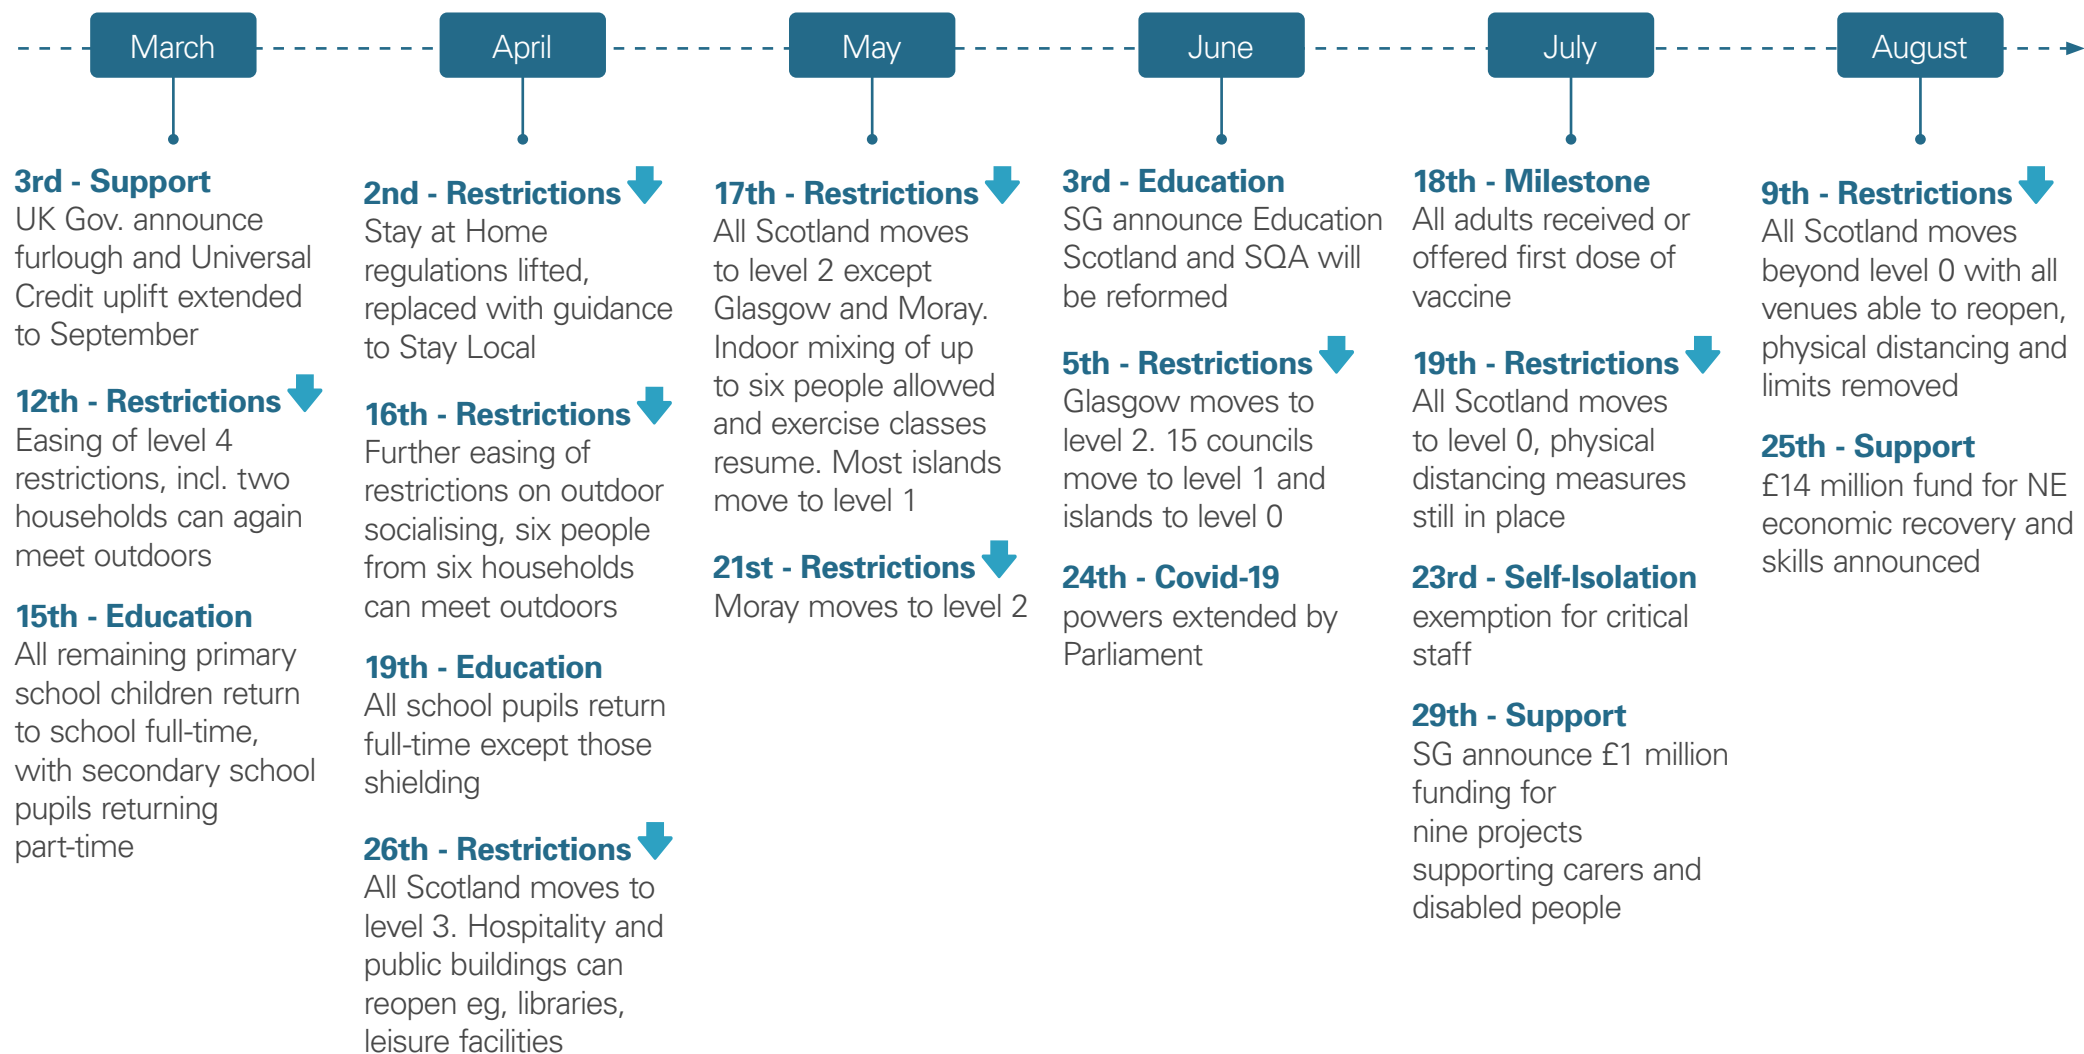 March
April
May
June
July
August
3rd - Support
UK Gov. announce
furlough and Universal
Credit uplift extended
to September
12th - Restrictions
Easing of level 4
restrictions, incl. two
households can again
meet outdoors
15th - Education
All remaining primary
school children return
to school full-time,
with secondary school
pupils returning
part-time
2nd - Restrictions
Stay at Home
regulations lifted,
replaced with guidance
to Stay Local
16th - Restrictions
Further easing of
restrictions on outdoor
socialising, six people
from six households
can meet outdoors
19th - Education
All school pupils return
full-time except those
shielding
26th - Restrictions
All Scotland moves to
level 3. Hospitality and
public buildings can
reopen eg, libraries,
leisure facilities
17th - Restrictions
All Scotland moves
to level 2 except
Glasgow and Moray.
Indoor mixing of up
to six people allowed
and exercise classes
resume. Most islands
move to level 1
21st - Restrictions
Moray moves to level 2
3rd - Education
SG announce Education
Scotland and SQA will
be reformed
5th - Restrictions
Glasgow moves to
level 2. 15 councils
move to level 1 and
islands to level 0
24th - Covid-19
powers extended by
Parliament
18th - Milestone
All adults received or
offered first dose of
vaccine
19th - Restrictions
All Scotland moves
to level 0, physical
distancing measures
still in place
23rd - Self-Isolation
exemption for critical
staff
29th - Support
SG announce £1 million
funding for
nine projects
supporting carers and
disabled people
9th - Restrictions
All Scotland moves
beyond level 0 with all
venues able to reopen,
physical distancing and
limits removed
25th - Support
£14 million fund for NE
economic recovery and
skills announced